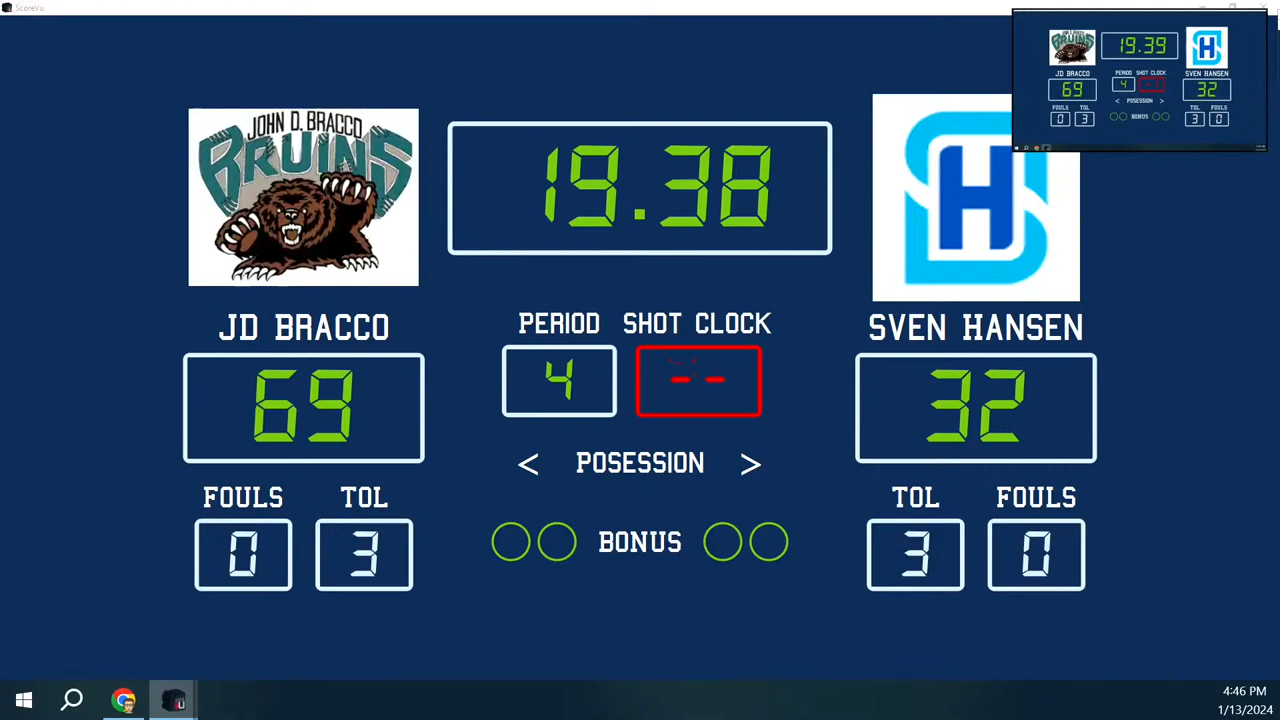 ScoreVu
JOHN D. BRACCO
BRUINS
19.38
SH
JD BRACCO
69
PERIOD
4
SHOT CLOCK
--
SVEN HANSEN
32
< POSESSION >
FOULS
0
TOL
3
BONUS
TOL
3
FOULS
0
BRUINS
19.39
H
JD BRACCO
69
PERIOD
4
SHOT CLOCK
SVEN HANSEN
32
< POSESSION >
FOULS
0
TOL
3
BONUS
TOL
3
FOULS
0
4:46 PM
1/13/2024